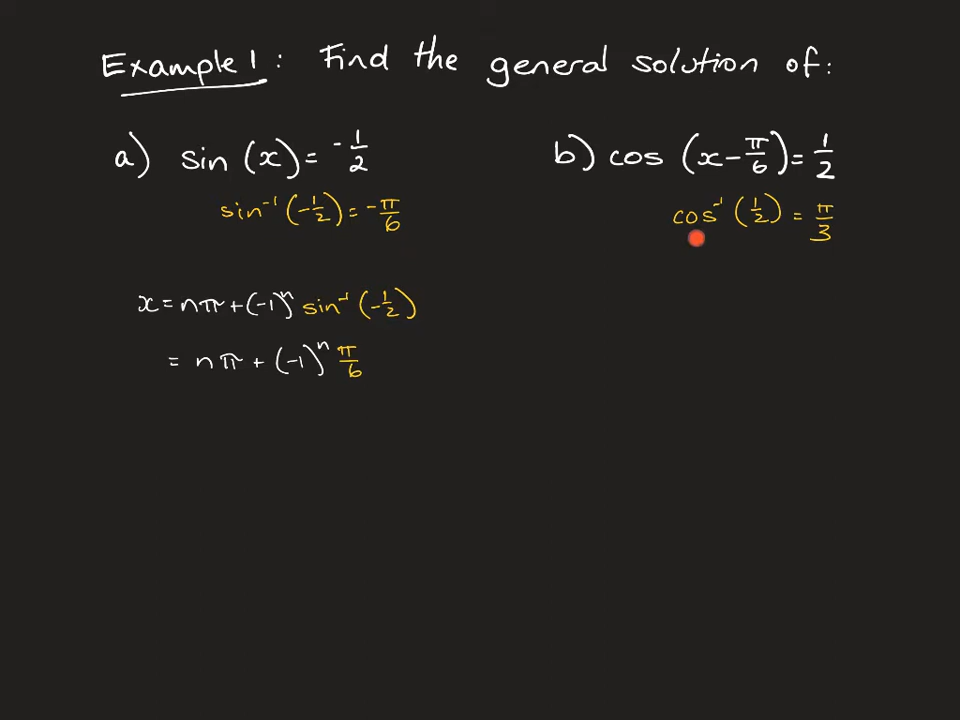 Example 1 : Find the general solution of:
a) sin (x) = -1/2
sin⁻¹ (-1/2) = -π/6
x = nπ + (-1)ⁿ sin⁻¹ (-1/2)
= nπ + (-1)ⁿ π/6
b) cos (x - π/6) = 1/2
cos⁻¹ (1/2) = π/3